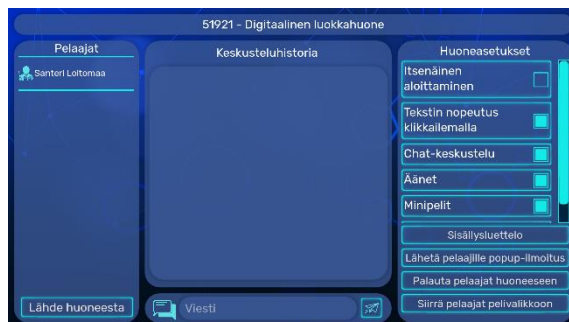 51921 - Digitaalinen luokkahuone
Pelaajat
Santeri Loitomaa
Lähde huoneesta
Keskusteluhistoria
Viesti
Huoneasetukset
Itsenäinen
aloittaminen
Tekstin nopeutus
klikkailemalla
Chat-keskustelu
Äänet
Minipelit
Sisällysluettelo
Lähetä pelaajille popup-ilmoitus
Palauta pelaajat huoneeseen
Siirrä pelaajat pelivalikkoon